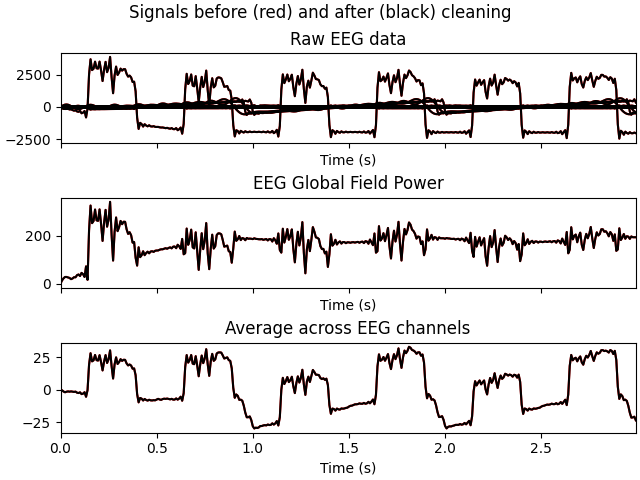 Signals before (red) and after (black) cleaning
Raw EEG data
2500
0
−2500
Time (s)
EEG Global Field Power
200
0
Time (s)
Average across EEG channels
25
0
−25
0.0 0.5 1.0 1.5 2.0 2.5
Time (s)